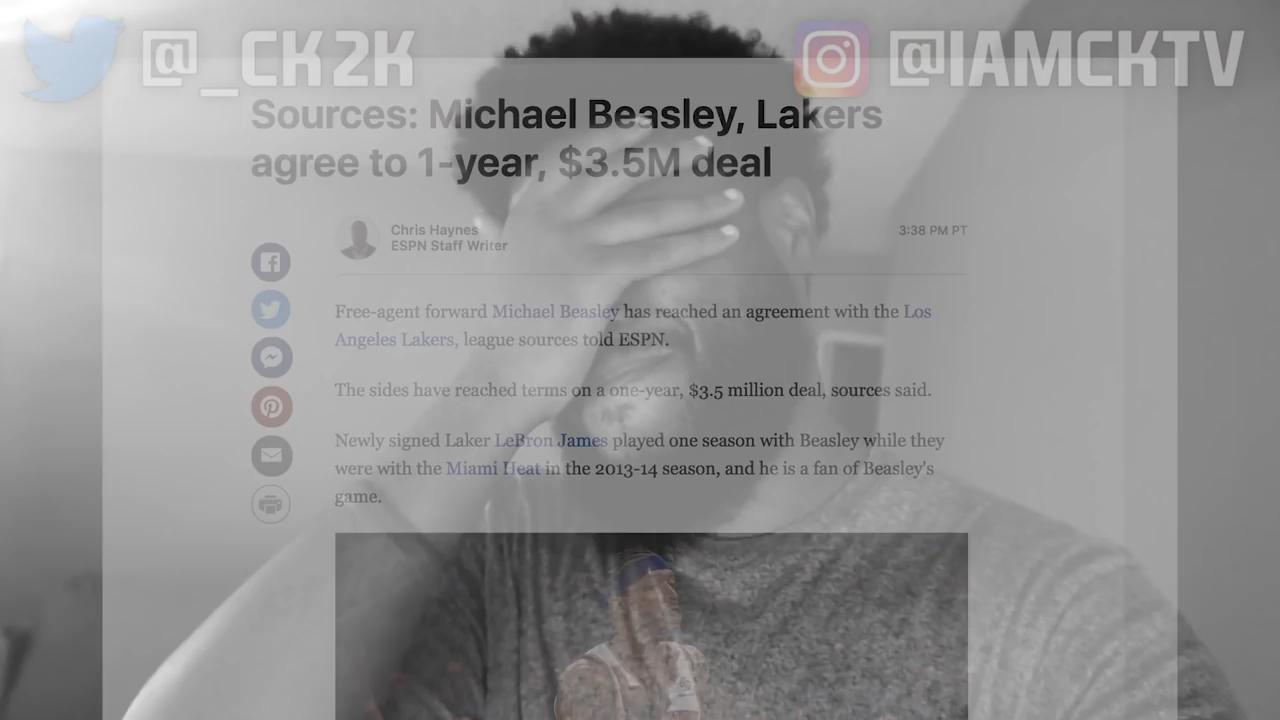 @_CK2K @IAMCKTV
Sources: Michael Beasley, Lakers
agree to 1-year, $3.5M deal
Chris Haynes
ESPN Staff Writer
3:38 PM PT
Free-agent forward Michael Beasley has reached an agreement with the Los
Angeles Lakers, league sources told ESPN.
The sides have reached terms on a one-year, $3.5 million deal, sources said.
Newly signed Laker LeBron James played one season with Beasley while they
were with the Miami Heat in the 2013-14 season, and he is a fan of Beasley's
game.